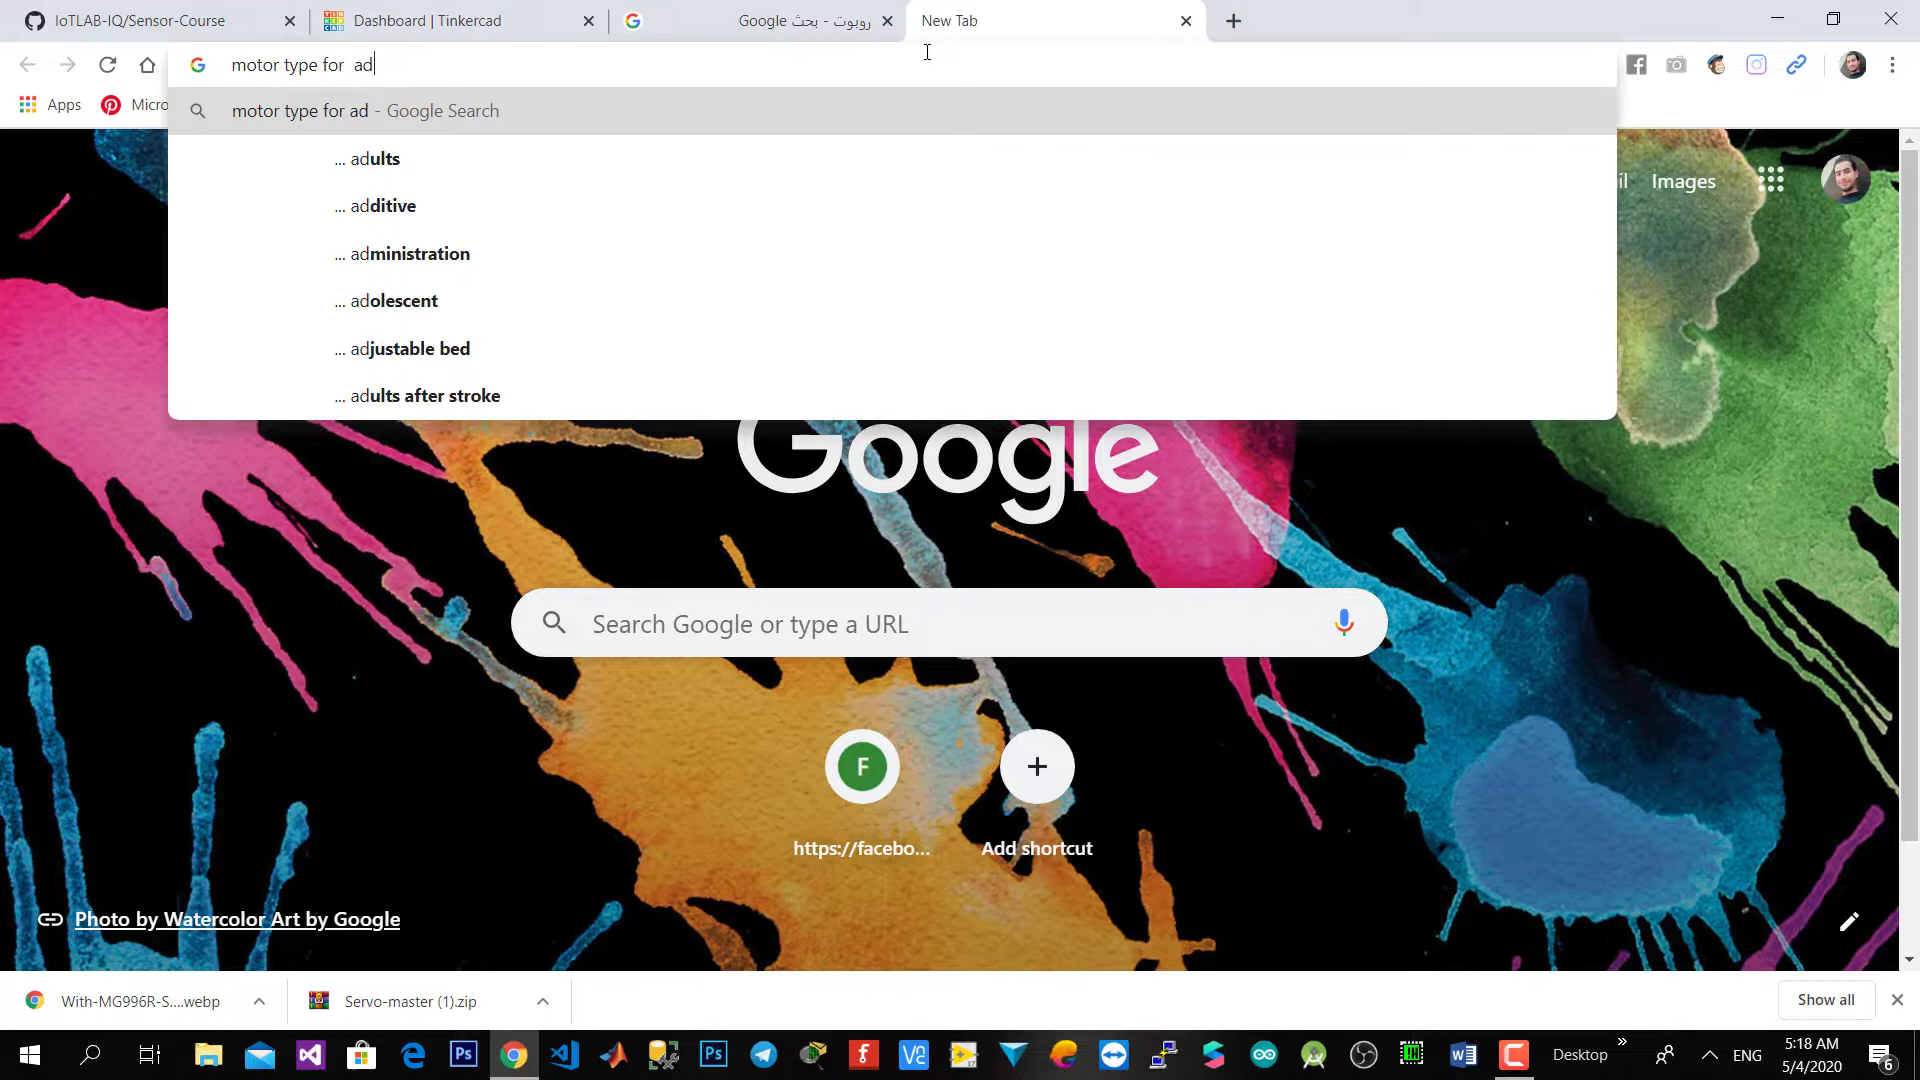 IoTLAB-IQ/Sensor-Course
Dashboard | Tinkercad
روبوت - بحث Google
New Tab
motor type for  ad
Apps
Micro
motor type for ad - Google Search
... adults
... additive
... administration
... adolescent
... adjustable bed
... adults after stroke
il
Images
Google
Search Google or type a URL
F
https://facebo...
Add shortcut
Photo by Watercolor Art by Google
With-MG996R-S....webp
Servo-master (1).zip
Show all
Desktop
ENG
5:18 AM
5/4/2020
6